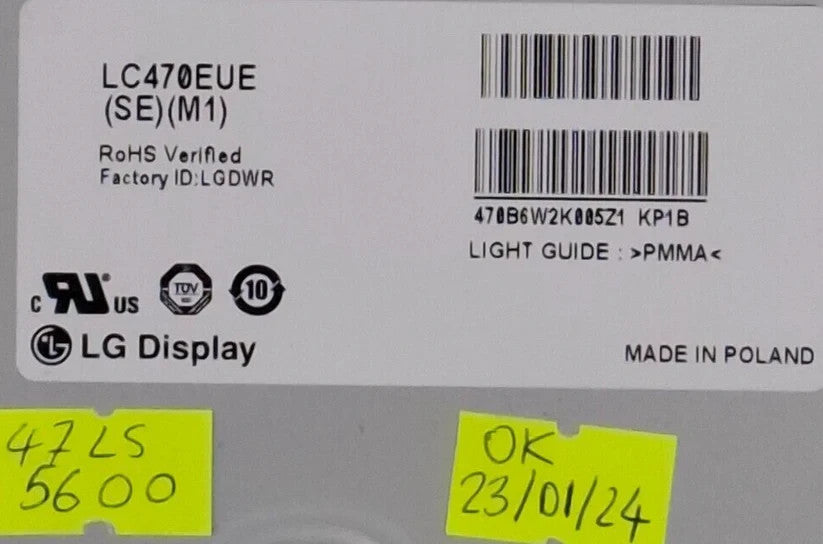 LC470EUE
(SE)(M1)
RoHS Verified
Factory ID:LGDWR
470B6W2K005Z1 KP1B
LIGHT GUIDE : >PMMA<
c RU US
TÜV
10
LG Display
MADE IN POLAND
47LS
5600
OK
23/01/24